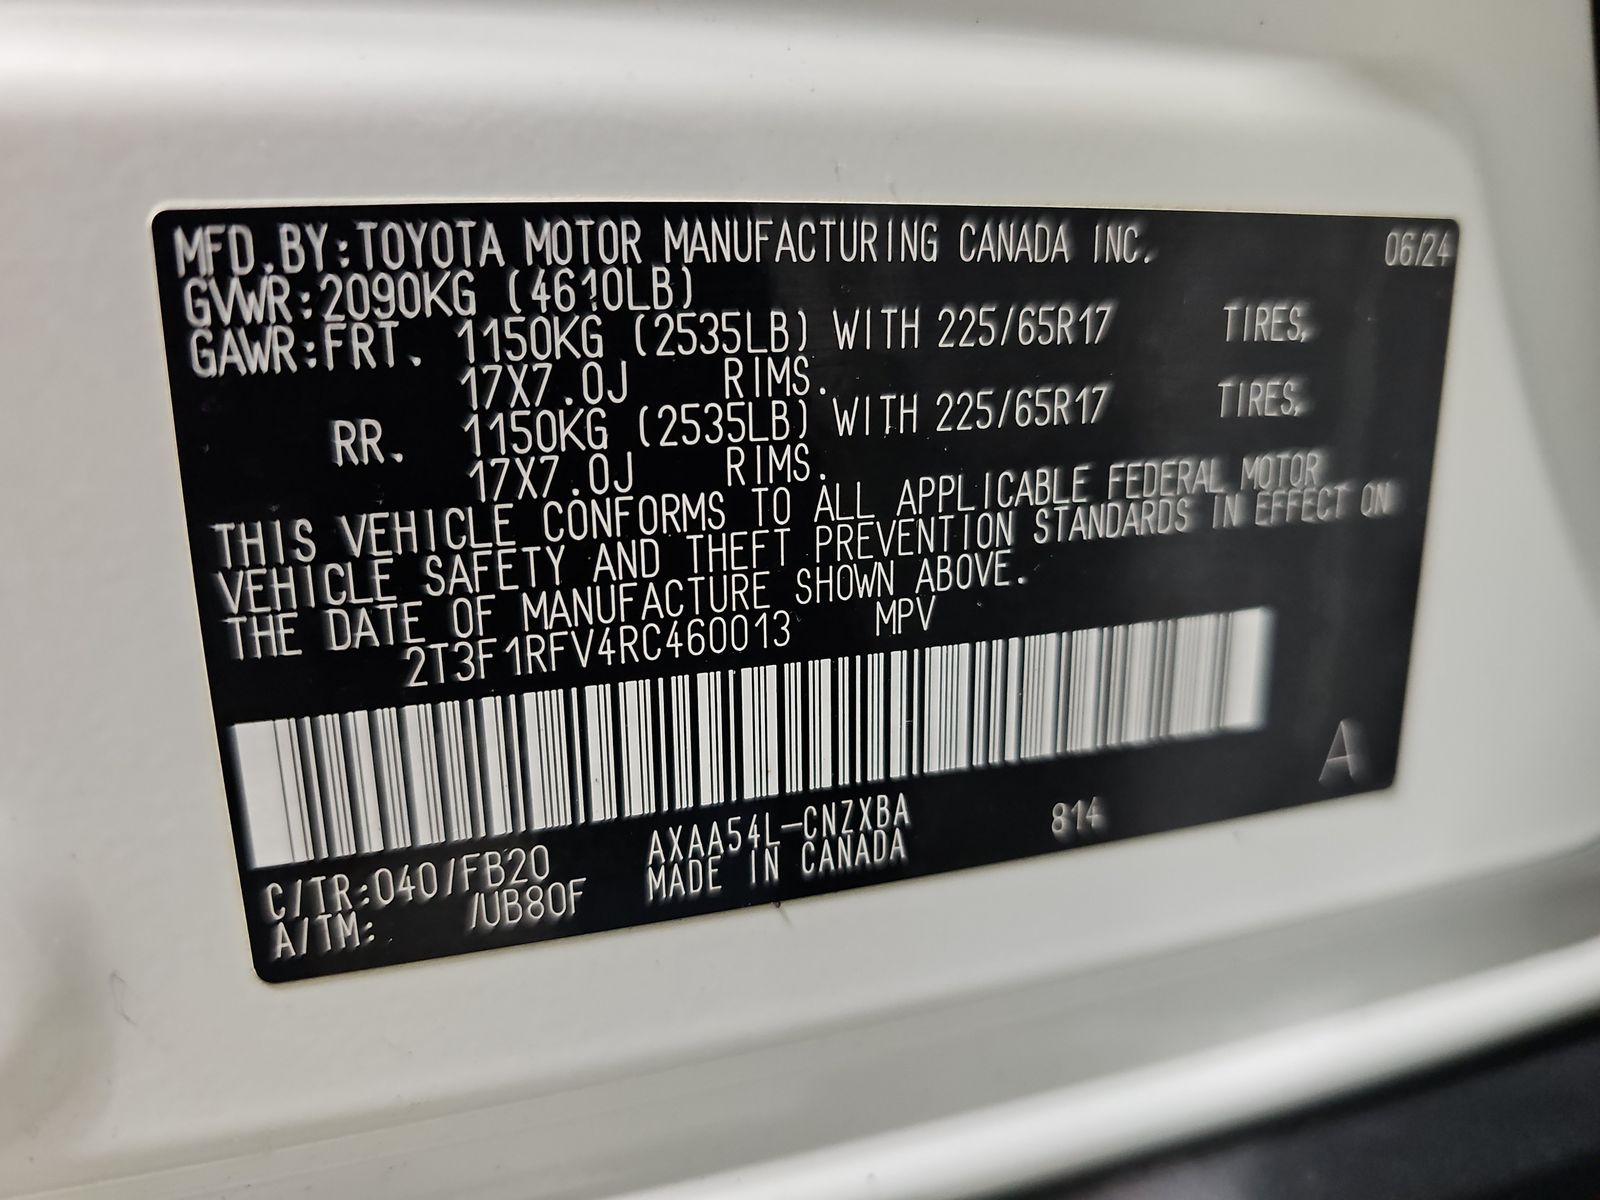 MFD.BY:TOYOTA MOTOR MANUFACTURING CANADA INC. 06/24
GVWR:2090KG (4610LB)
GAWR:FRT. 1150KG (2535LB) WITH 225/65R17 TIRES,
17X7.0J RIMS.
RR. 1150KG (2535LB) WITH 225/65R17 TIRES,
17X7.0J RIMS.
THIS VEHICLE CONFORMS TO ALL APPLICABLE FEDERAL MOTOR
VEHICLE SAFETY AND THEFT PREVENTION STANDARDS IN EFFECT ON
THE DATE OF MANUFACTURE SHOWN ABOVE.
2T3F1RFV4RC460013 MPV
A
AXAA54L-CNZXBA 814
MADE IN CANADA
C/TR:040/FB20
A/TM: /UB80F